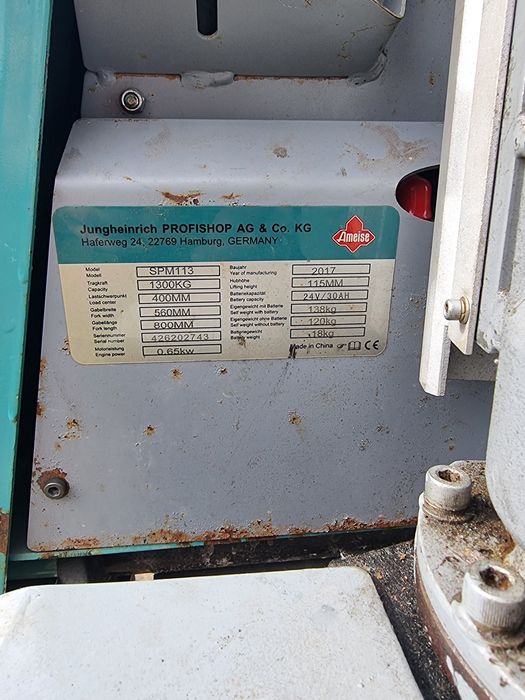 Jungheinrich PROFISHOP AG & Co. KG
Haferweg 24, 22769 Hamburg, GERMANY
Ameise
Modell
Model
SPM113
Tragkraft
Capacity
1300KG
Lastschwerpunkt
Load center
400MM
Gabelbreite
Fork width
560MM
Gabellänge
Fork length
800MM
Seriennummer
Serial number
426202743
Motorleistung
Engine power
0.65kw
Baujahr
Year of manufacturing
2017
Hubhöhe
Lifting height
115MM
Batteriekapazität
Battery capacity
24V/30AH
Eigengewicht mit Batterie
Self weight with battery
138kg
Eigengewicht ohne Batterie
Self weight without battery
120kg
Batteriegewicht
Battery weight
18kg
Made in China CE